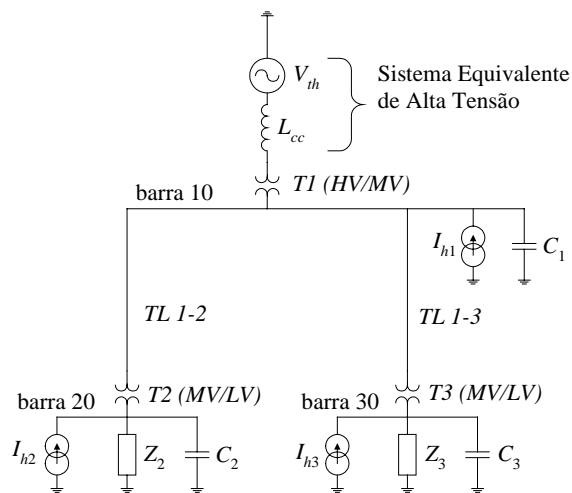 V_th
Sistema Equivalente
de Alta Tensão
L_cc
T1 (HV/MV)
barra 10
I_h1
C_1
TL 1-2
TL 1-3
T2 (MV/LV)
T3 (MV/LV)
barra 20
barra 30
I_h2
Z_2
C_2
I_h3
Z_3
C_3